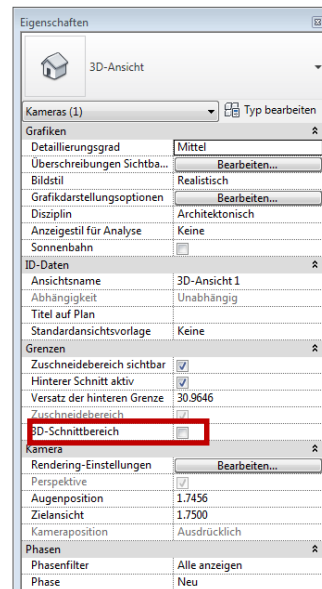 Eigenschaften
3D-Ansicht
Kameras (1) Typ bearbeiten
Grafiken
Detaillierungsgrad Mittel
Überschreibungen Sichtba... Bearbeiten...
Bildstil Realistisch
Grafikdarstellungsoptionen Bearbeiten...
Disziplin Architektonisch
Anzeigestil für Analyse Keine
Sonnenbahn
ID-Daten
Ansichtsname 3D-Ansicht 1
Abhängigkeit Unabhängig
Titel auf Plan
Standardansichtsvorlage Keine
Grenzen
Zuschneidebereich sichtbar
Hinterer Schnitt aktiv
Versatz der hinteren Grenze 30.9646
Zuschneidebereich
3D-Schnittbereich
Kamera
Rendering-Einstellungen Bearbeiten...
Perspektive
Augenposition 1.7456
Zielansicht 1.7500
Kameraposition Ausdrücklich
Phasen
Phasenfilter Alle anzeigen
Phase Neu